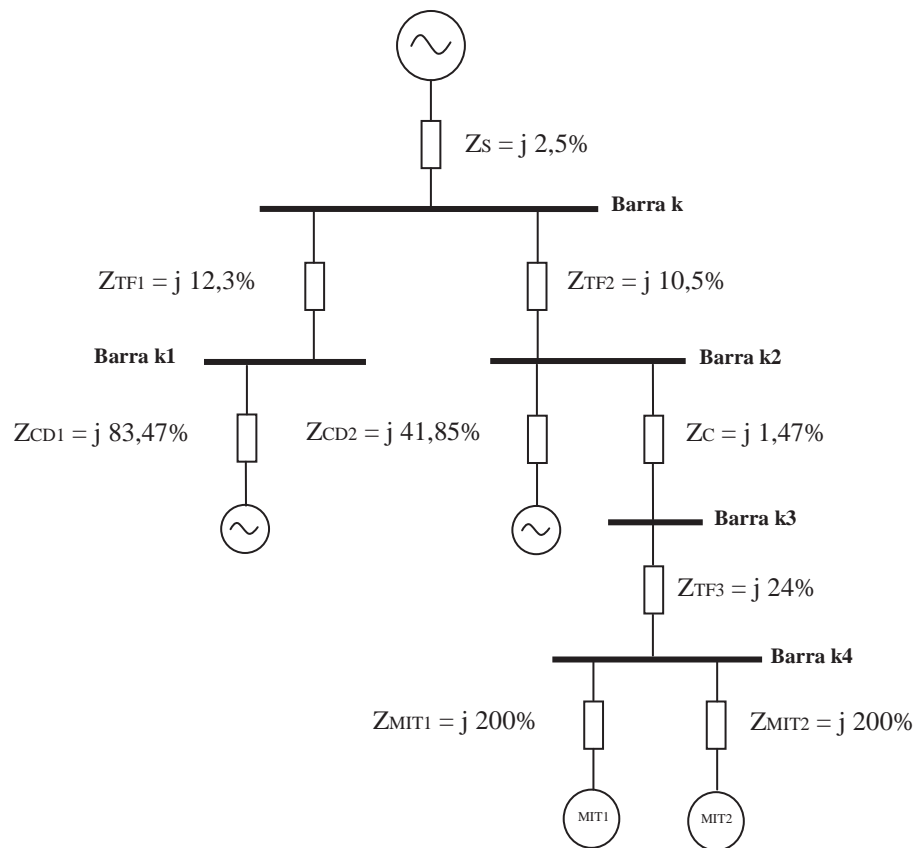 ZS = j 2,5%
Barra k
ZTF1 = j 12,3%
ZTF2 = j 10,5%
Barra k1
Barra k2
ZCD1 = j 83,47%
ZCD2 = j 41,85%
ZC = j 1,47%
Barra k3
ZTF3 = j 24%
Barra k4
ZMIT1 = j 200%
ZMIT2 = j 200%
MIT1
MIT2